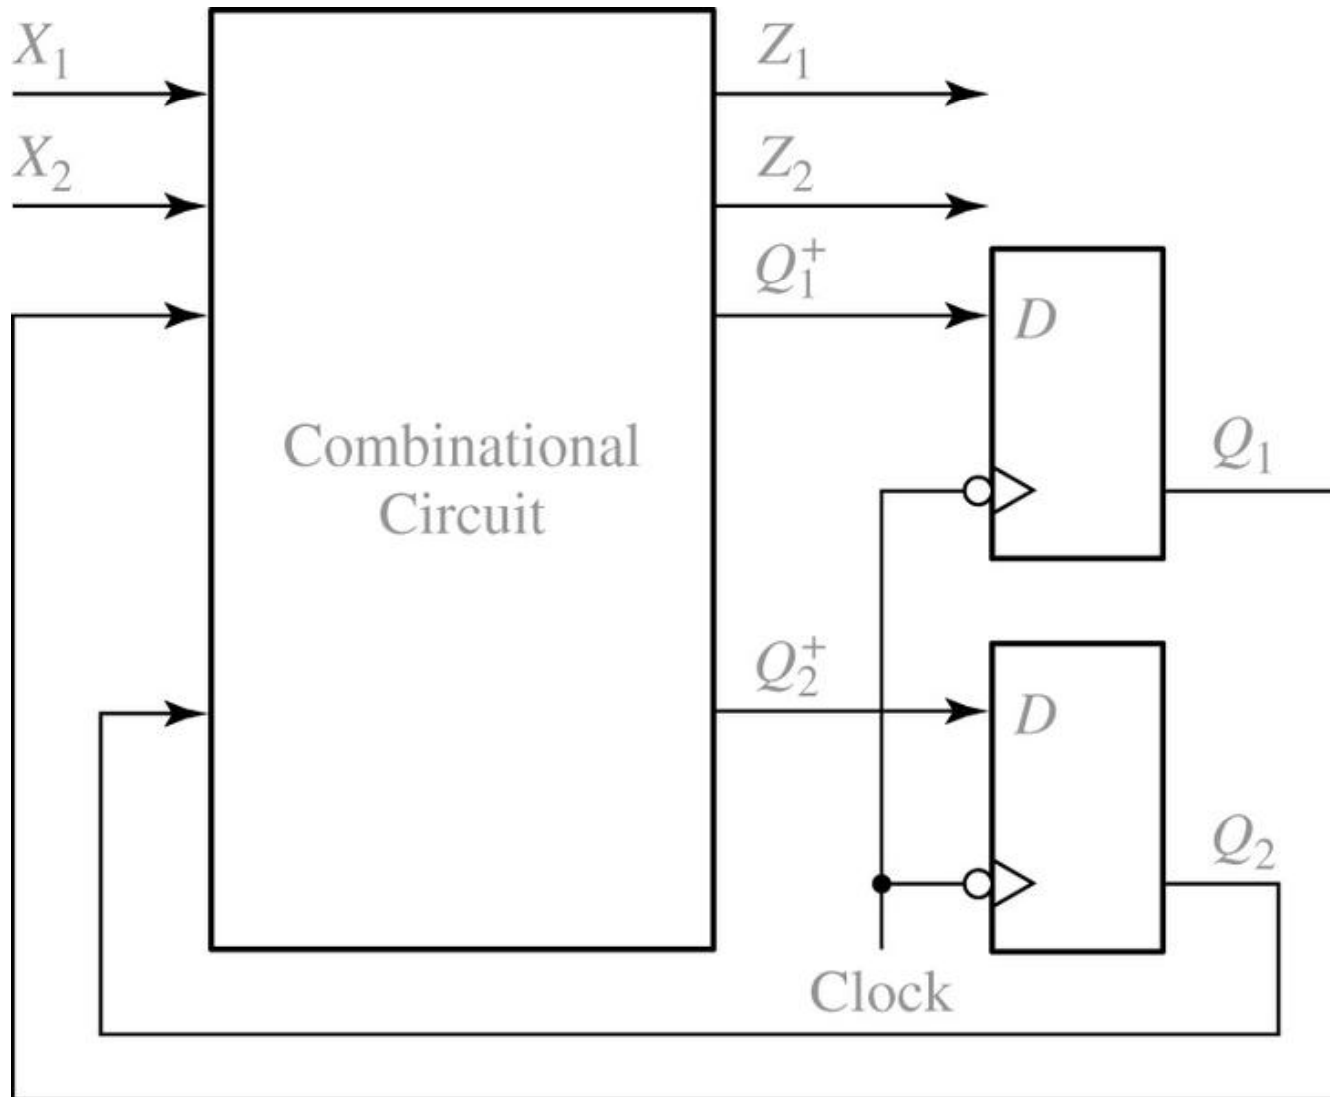 X₁
Z₁
X₂
Z₂
Q₁⁺
D
Combinational
Circuit
Q₁
Q₂⁺
D
Q₂
Clock